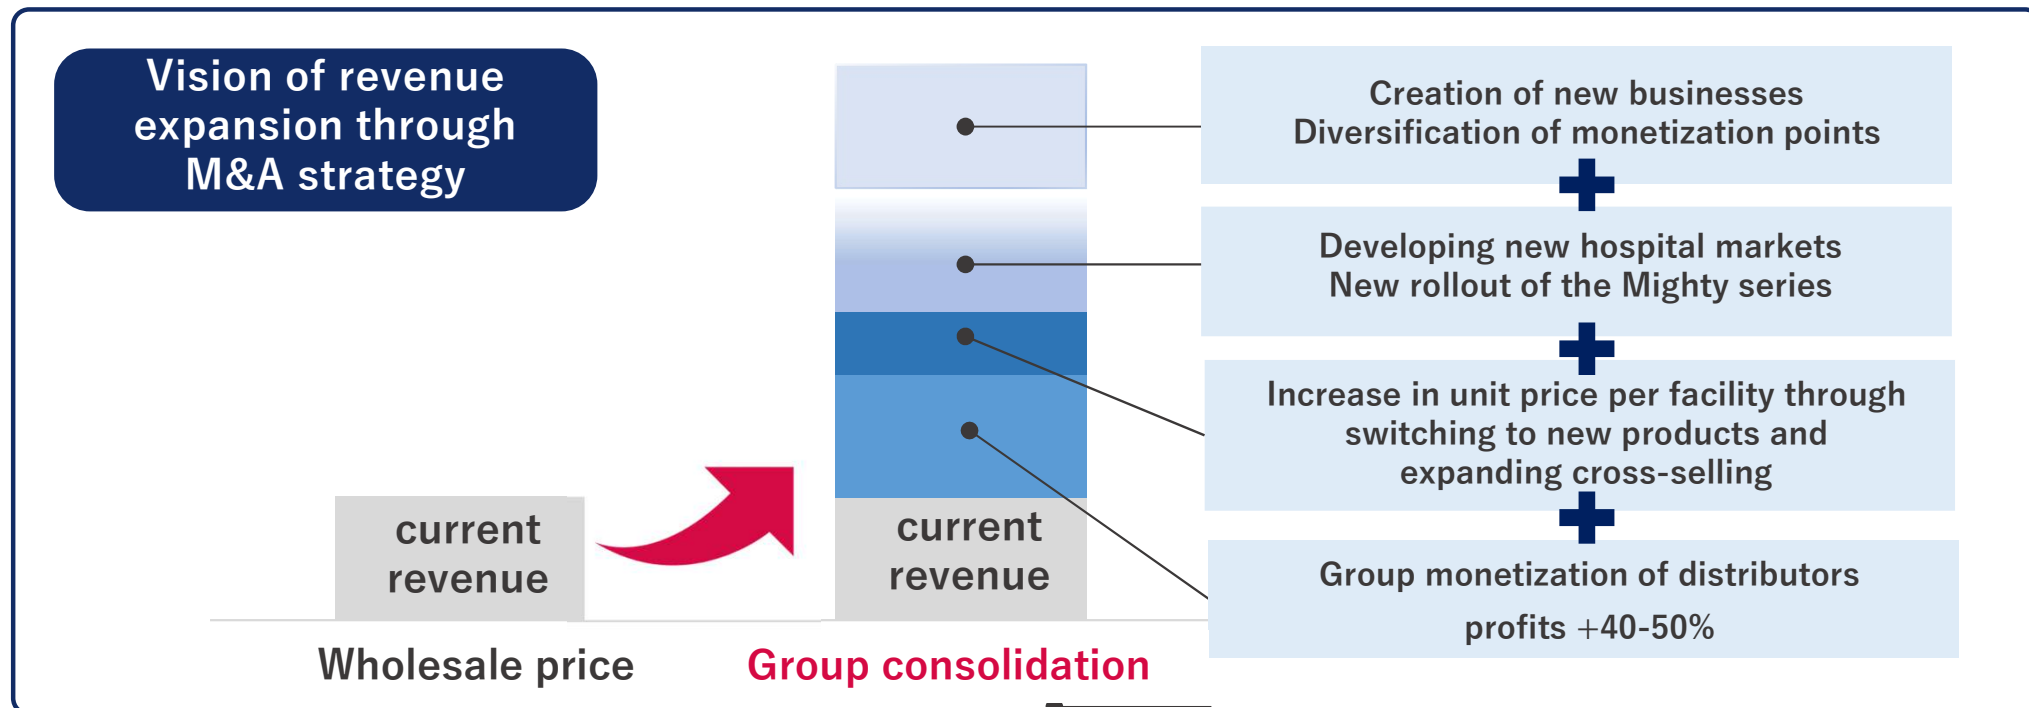 Vision of revenue
expansion through
M&A strategy
Creation of new businesses
Diversification of monetization points
Developing new hospital markets
New rollout of the Mighty series
Increase in unit price per facility through
switching to new products and
expanding cross-selling
Group monetization of distributors
profits +40-50%
current
revenue
current
revenue
Wholesale price
Group consolidation